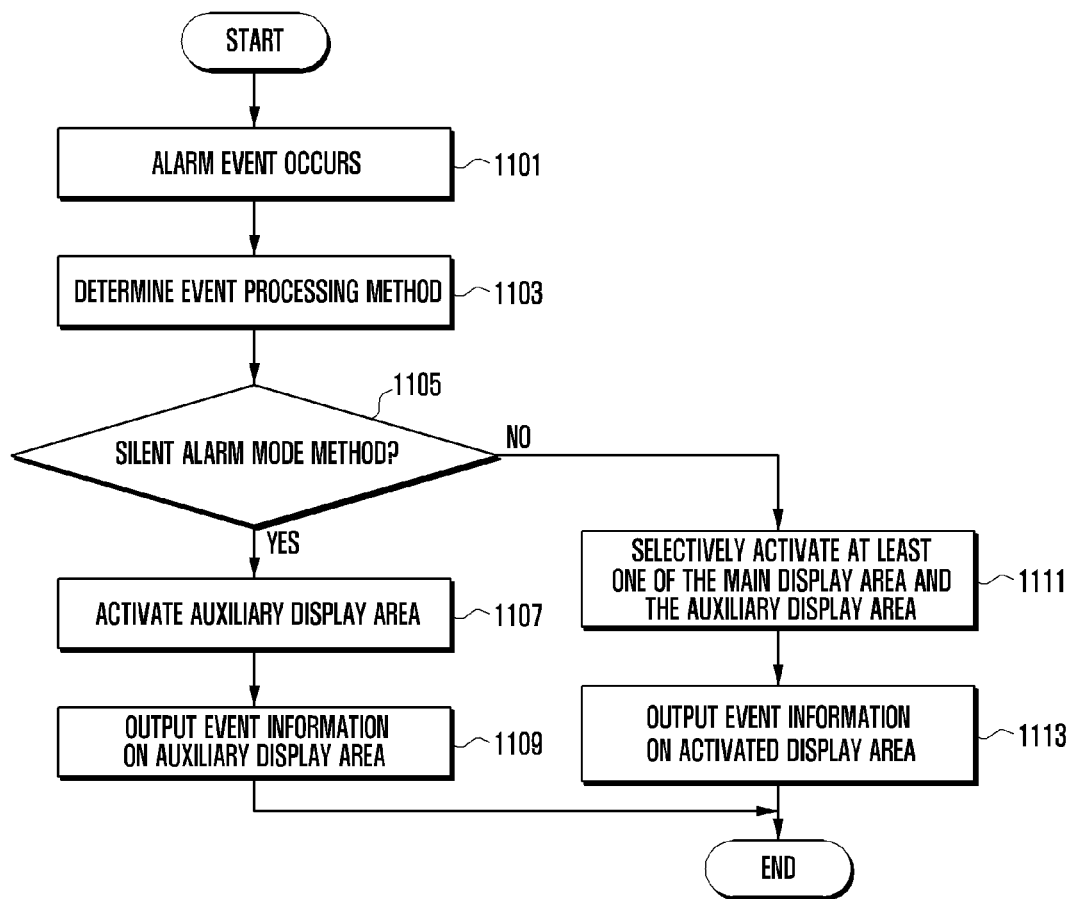 START
ALARM EVENT OCCURS
1101
DETERMINE EVENT PROCESSING METHOD
1103
1105
SILENT ALARM MODE METHOD?
NO
YES
ACTIVATE AUXILIARY DISPLAY AREA
1107
OUTPUT EVENT INFORMATION
ON AUXILIARY DISPLAY AREA
1109
SELECTIVELY ACTIVATE AT LEAST
ONE OF THE MAIN DISPLAY AREA AND
THE AUXILIARY DISPLAY AREA
1111
OUTPUT EVENT INFORMATION
ON ACTIVATED DISPLAY AREA
1113
END